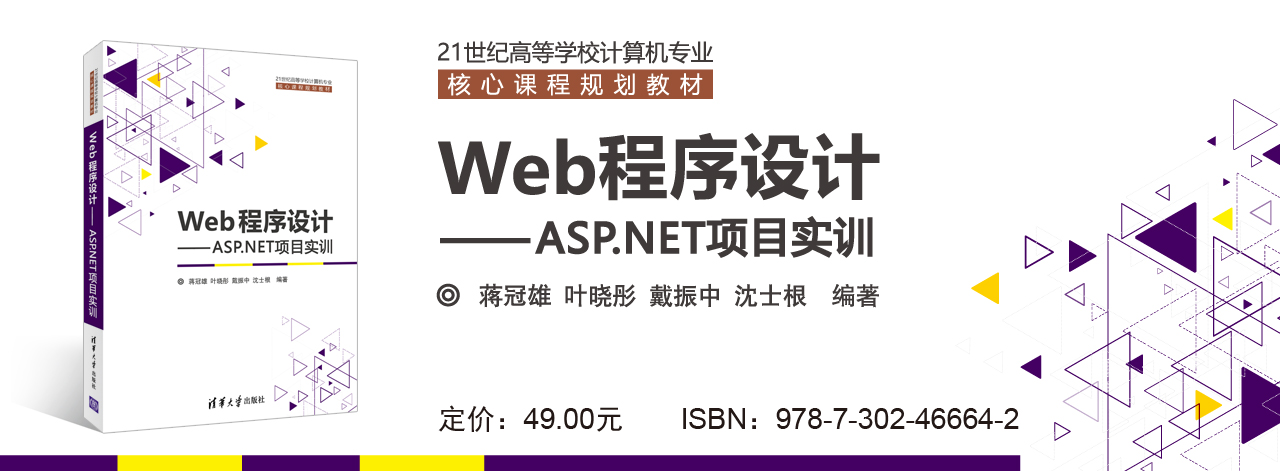 21世纪高等学校计算机专业
核心课程规划教材
Web程序设计
——ASP.NET项目实训
蒋冠雄 叶晓彤 戴振中 沈士根 编著
清华大学出版社
Web程序设计——ASP.NET项目实训
清华大学出版社
21世纪高等学校计算机专业
核心课程规划教材
Web程序设计
——ASP.NET项目实训
◎ 蒋冠雄 叶晓彤 戴振中 沈士根 编著
定价：49.00元 ISBN：978-7-302-46664-2